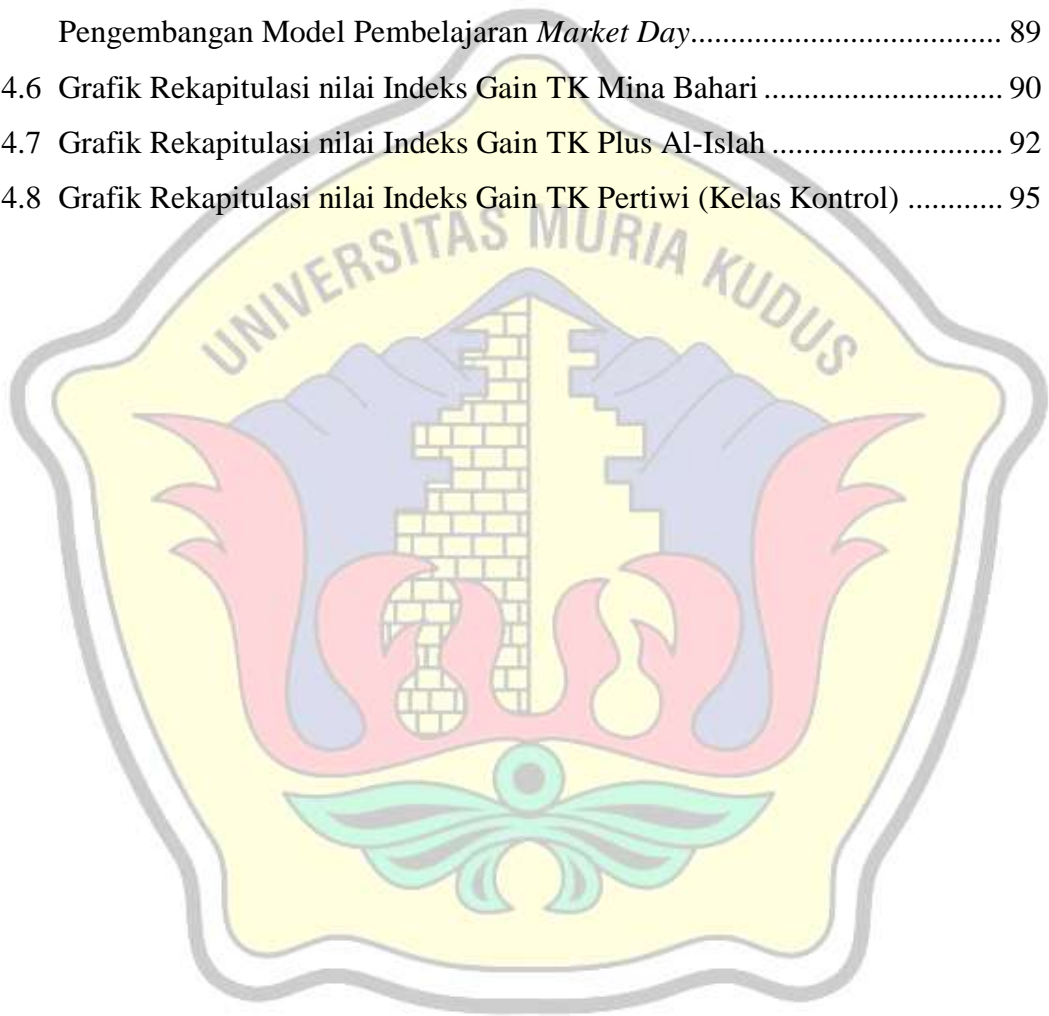 Pengembangan Model Pembelajaran Market Day....................................... 89
4.6 Grafik Rekapitulasi nilai Indeks Gain TK Mina Bahari ............................ 90
4.7 Grafik Rekapitulasi nilai Indeks Gain TK Plus Al-Islah ........................... 92
4.8 Grafik Rekapitulasi nilai Indeks Gain TK Pertiwi (Kelas Kontrol) ............ 95
UNIVERSITAS MURIA KUDUS